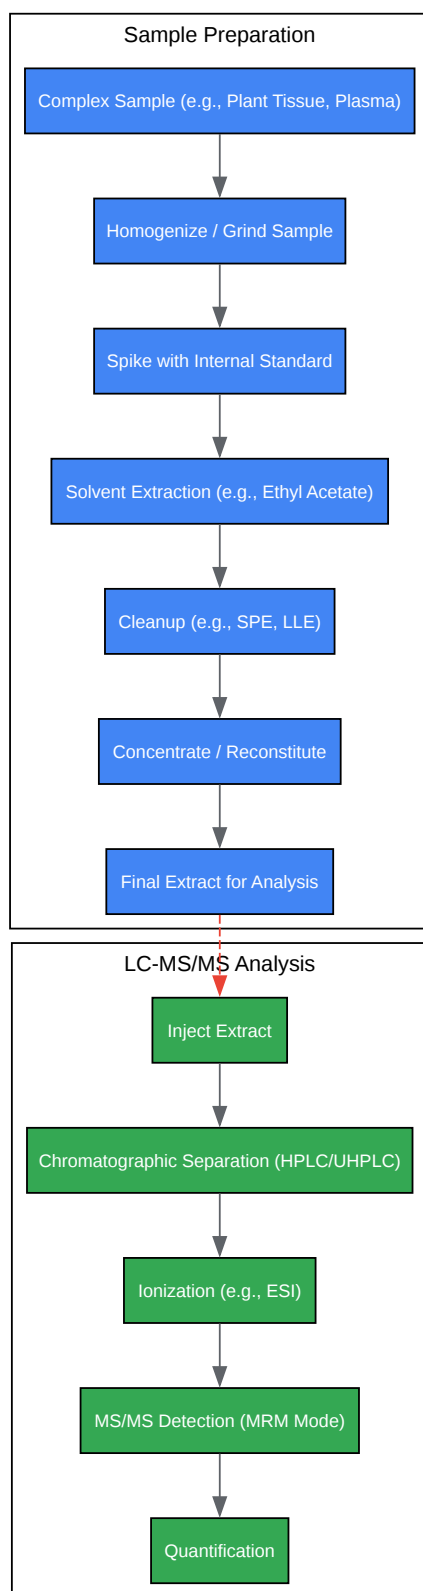 Sample Preparation
Complex Sample (e.g., Plant Tissue, Plasma)
Homogenize / Grind Sample
Spike with Internal Standard
Solvent Extraction (e.g., Ethyl Acetate)
Cleanup (e.g., SPE, LLE)
Concentrate / Reconstitute
Final Extract for Analysis
LC-MS/MS Analysis
Inject Extract
Chromatographic Separation (HPLC/UHPLC)
Ionization (e.g., ESI)
MS/MS Detection (MRM Mode)
Quantification